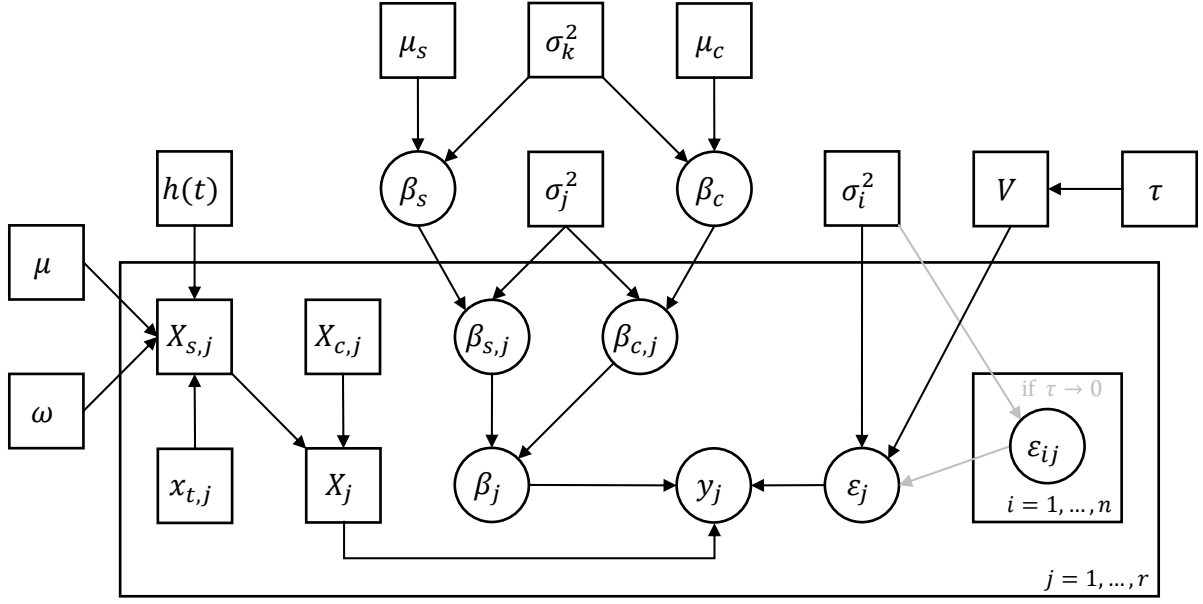 μ_s
σ_k^2
μ_c
h(t)
β_s
σ_j^2
β_c
σ_i^2
V
τ
μ
X_{s,j}
X_{c,j}
β_{s,j}
β_{c,j}
ω
if τ → 0
ε_{ij}
x_{t,j}
X_j
β_j
y_j
ε_j
i = 1, …, n
j = 1, …, r